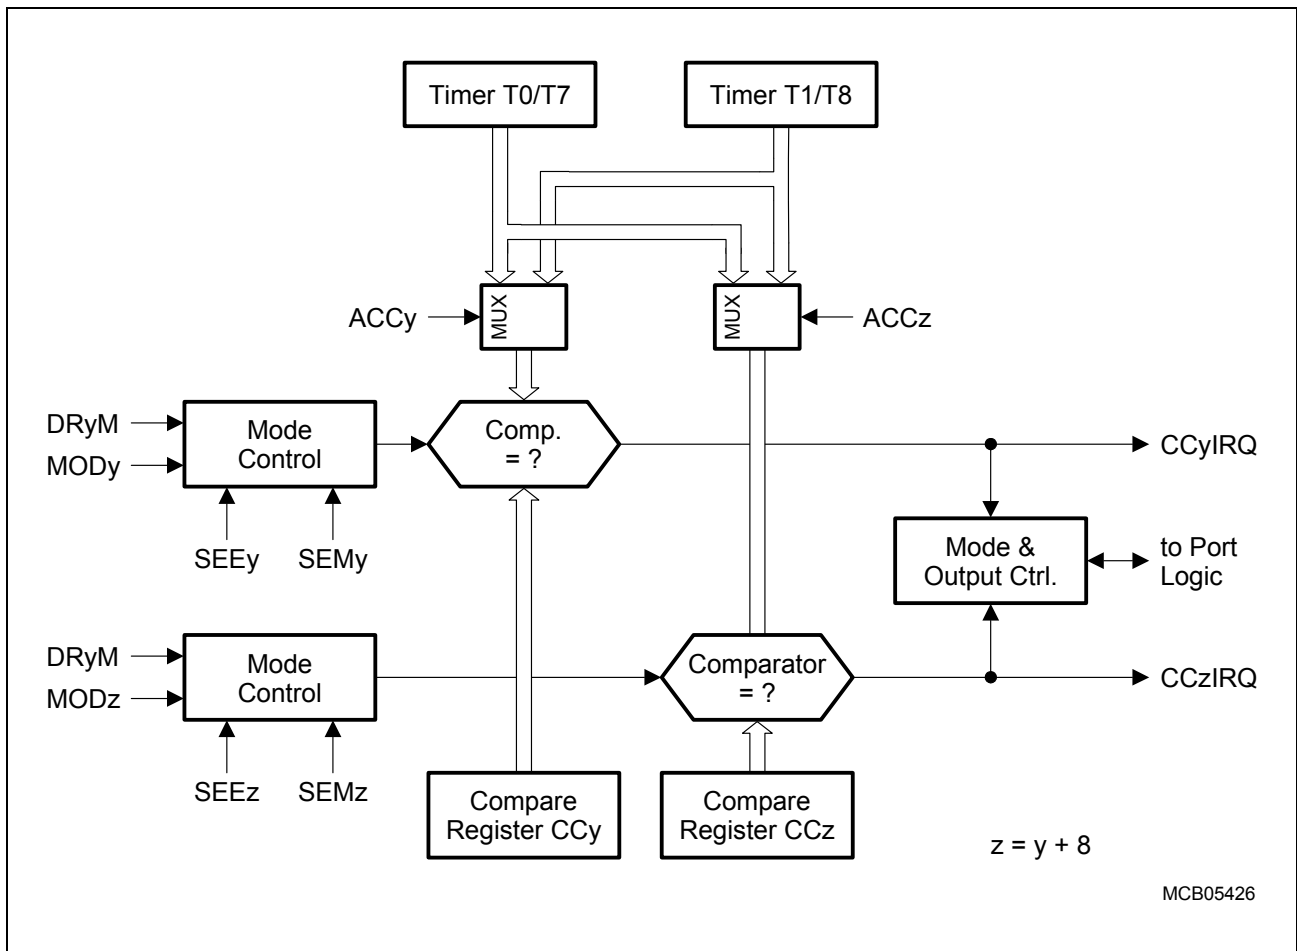 Timer T0/T7
Timer T1/T8
ACCy
MUX
MUX
ACCz
DRyM
MODy
Mode
Control
Comp.
= ?
CCyIRQ
SEEy
SEMy
Mode &
Output Ctrl.
to Port
Logic
DRyM
MODz
Mode
Control
Comparator
= ?
CCzIRQ
SEEz
SEMz
Compare
Register CCy
Compare
Register CCz
z = y + 8
MCB05426